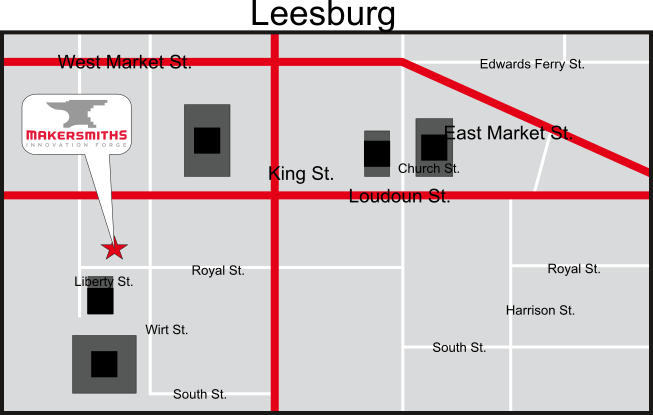 Leesburg
West Market St.
Edwards Ferry St.
MAKERSMITHS
INNOVATION FORGE
East Market St.
Church St.
King St.
Loudoun St.
Royal St.
Royal St.
Liberty St.
Harrison St.
Wirt St.
South St.
South St.